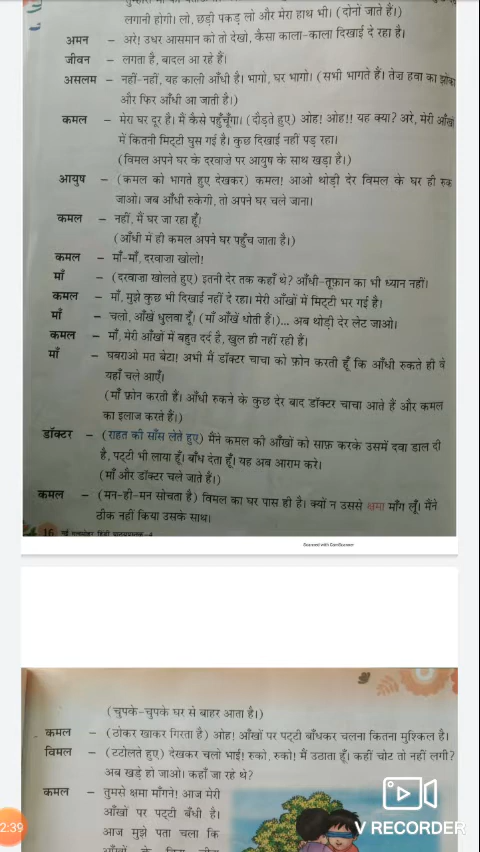 लगानी होगी। लो, छड़ी पकड़ लो और मेरा हाथ भी। (दोनों जाते हैं।)
अमन – अरे! उधर आसमान को तो देखो, कैसा काला-काला दिखाई दे रहा है।
जीवन – लगता है, बादल आ रहे हैं।
असलम – नहीं-नहीं, यह काली आँधी है। भागो, घर भागो। (सभी भागते हैं। तेज़ हवा का झोंका
और फिर आँधी आ जाती है।)
कमल – मेरा घर दूर है। मैं कैसे पहुँचूँगा। (दौड़ते हुए) ओह! ओह!! यह क्या? अरे, मेरी आँखों
में कितनी मिट्टी घुस गई है। कुछ दिखाई नहीं पड़ रहा।
(विमल अपने घर के दरवाजे पर आयुष के साथ खड़ा है।)
आयुष – (कमल को भागते हुए देखकर) कमल! आओ थोड़ी देर विमल के घर ही रुक
जाओ। जब आँधी रुकेगी, तो अपने घर चले जाना।
कमल – नहीं, मैं घर जा रहा हूँ!
(आँधी में ही कमल अपने घर पहुँच जाता है।)
कमल – माँ-माँ, दरवाज़ा खोलो!
माँ – (दरवाज़ा खोलते हुए) इतनी देर तक कहाँ थे? आँधी-तूफ़ान का भी ध्यान नहीं।
कमल – माँ, मुझे कुछ भी दिखाई नहीं दे रहा। मेरी आँखों में मिट्टी भर गई है।
माँ – चलो, आँखें धुलवा दूँ। (माँ आँखें धोती हैं।)... अब थोड़ी देर लेट जाओ।
कमल – माँ, मेरी आँखों में बहुत दर्द है, खुल ही नहीं रही हैं।
माँ – घबराओ मत बेटा! अभी मैं डॉक्टर चाचा को फ़ोन करती हूँ कि आँधी रुकते ही वे
यहाँ चले आएँ।
(माँ फ़ोन करती हैं। आँधी रुकने के कुछ देर बाद डॉक्टर चाचा आते हैं और कमल
का इलाज करते हैं।)
डॉक्टर – (राहत की साँस लेते हुए) मैंने कमल की आँखों को साफ़ करके उसमें दवा डाल दी
है, पट्टी भी लाया हूँ। बाँध देता हूँ। यह अब आराम करे।
(माँ और डॉक्टर चले जाते हैं।)
कमल – (मन-ही-मन सोचता है) विमल का घर पास ही है। क्यों न उससे क्षमा माँग लूँ। मैंने
ठीक नहीं किया उसके साथ।
16
Scanned with CamScanner
(चुपके-चुपके घर से बाहर आता है।)
कमल – (ठोकर खाकर गिरता है) ओह! आँखों पर पट्टी बाँधकर चलना कितना मुश्किल है।
विमल – (टटोलते हुए) देखकर चलो भाई! रुको, रुको! मैं उठाता हूँ। कहीं चोट तो नहीं लगी?
अब खड़े हो जाओ। कहाँ जा रहे थे?
कमल – तुमसे क्षमा माँगने! आज मेरी
आँखों पर पट्टी बँधी है।
आज मुझे पता चला कि
2:39
V RECORDER